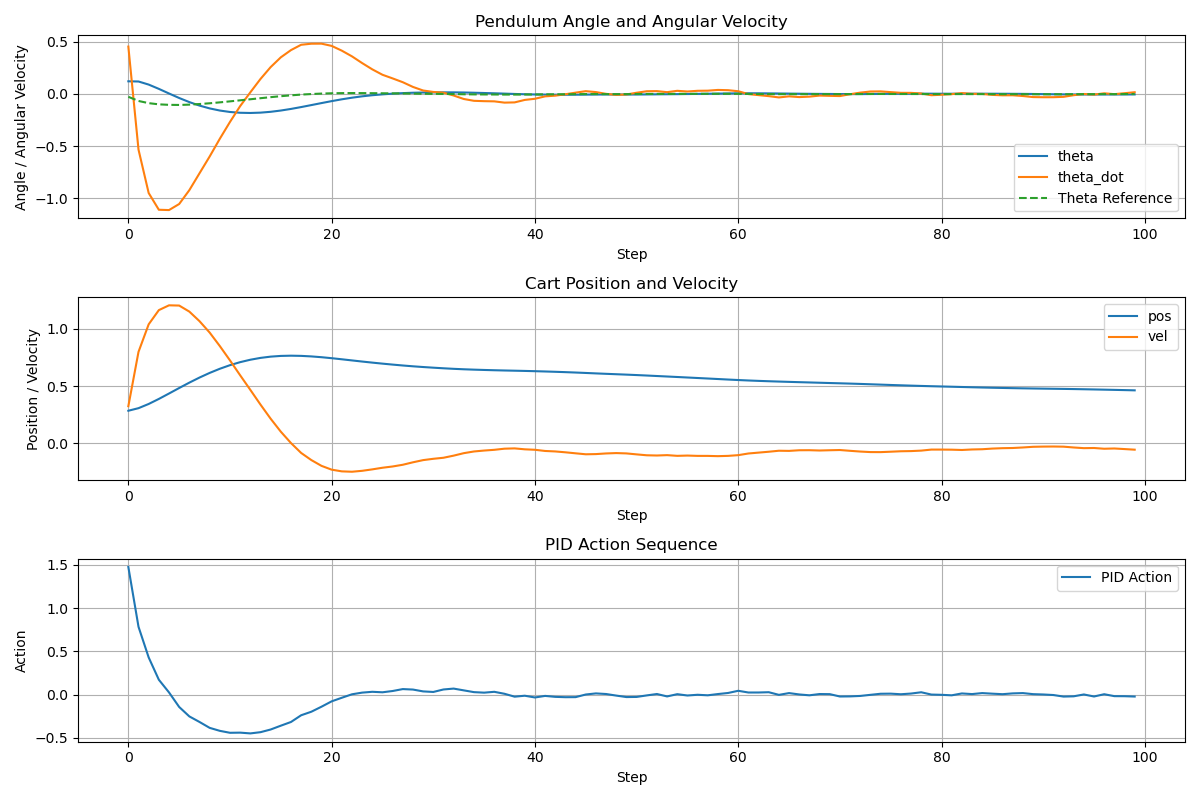 Pendulum Angle and Angular Velocity
Angle / Angular Velocity
0.5
0.0
−0.5
−1.0
theta
theta_dot
Theta Reference
0 20 40 60 80 100
Step
Cart Position and Velocity
Position / Velocity
1.0
0.5
0.0
pos
vel
0 20 40 60 80 100
Step
PID Action Sequence
Action
1.5
1.0
0.5
0.0
−0.5
PID Action
0 20 40 60 80 100
Step